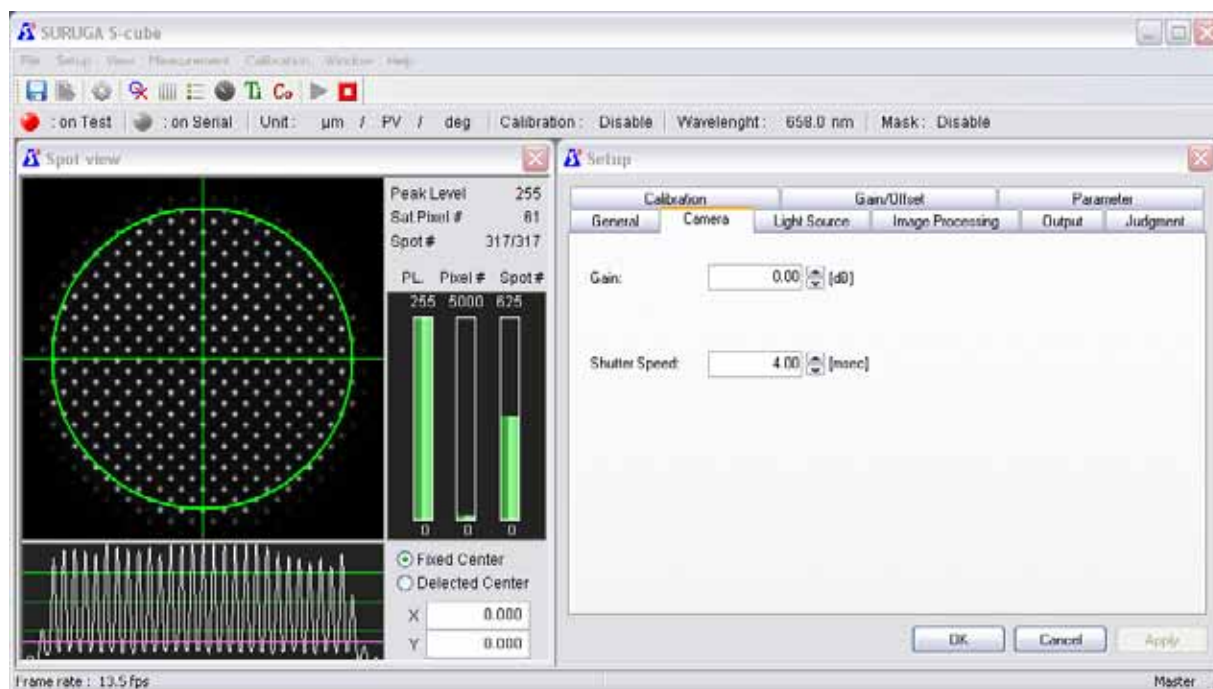 SURUGA S-cube
File Setup View Measurement Calibration Window Help
Ti Co
: on Test : on Serial Unit: µm / PV / deg Calibration: Disable Wavelenght: 658.0 nm Mask: Disable
Spot view
Peak Level 255
Sat Pixel # 61
Spot # 317/317
PL. Pixel # Spot #
255 5000 625
0 0 0
Fixed Center
Delected Center
X 0.000
Y 0.000
Setup
Calibration Gain/Offset Parameter
General Camera Light Source Image Processing Output Judgment
Gain: 0.00 [dB]
Shutter Speed: 4.00 [msec]
OK Cancel Apply
Frame rate : 13.5 fps Master